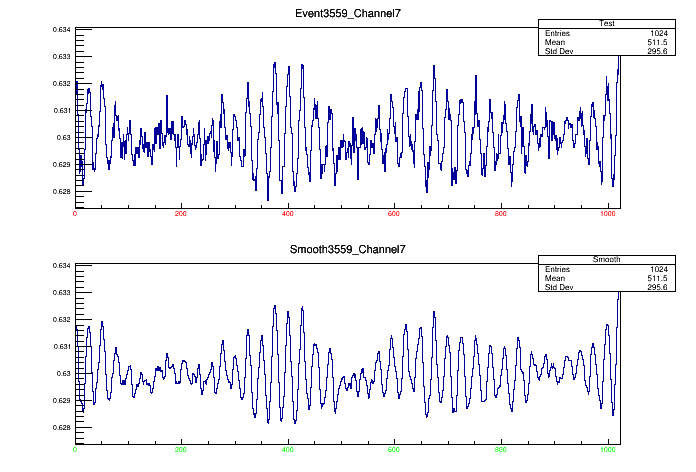 Event3559_Channel7
Test
Entries 1024
Mean 511.5
Std Dev 295.6
0.634
0.633
0.632
0.631
0.63
0.629
0.628
0 200 400 600 800 1000
Smooth3559_Channel7
Smooth
Entries 1024
Mean 511.5
Std Dev 295.6
0.634
0.633
0.632
0.631
0.63
0.629
0.628
0 200 400 600 800 1000